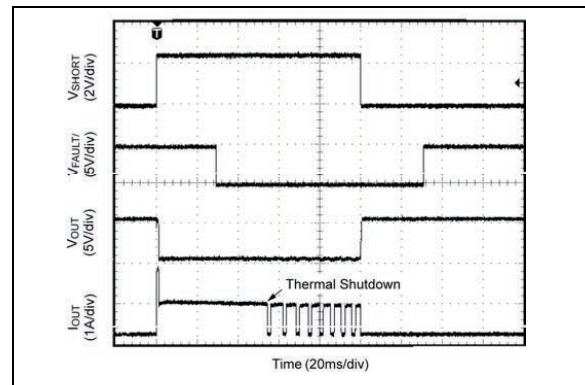 T
VSHORT
(2V/div)
VFAULT/
(5V/div)
VOUT
(5V/div)
IOUT
(1A/div)
Thermal Shutdown
Time (20ms/div)